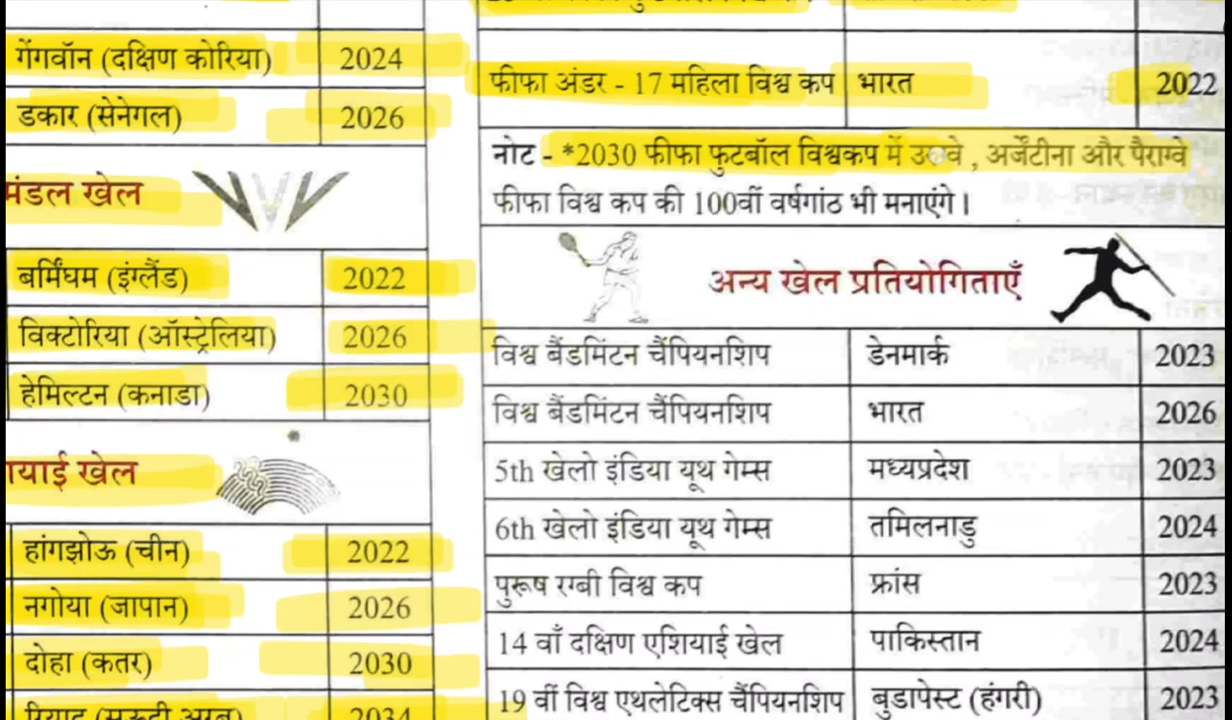 गेंगवॉन (दक्षिण कोरिया) 2024
डकार (सेनेगल) 2026
मंडल खेल
बर्मिंघम (इंग्लैंड) 2022
विक्टोरिया (ऑस्ट्रेलिया) 2026
हेमिल्टन (कनाडा) 2030
याई खेल
हांगझोऊ (चीन) 2022
नगोया (जापान) 2026
दोहा (कतर) 2030
2034
फीफा अंडर - 17 महिला विश्व कप भारत 2022
नोट - *2030 फीफा फुटबॉल विश्वकप में , अर्जेंटीना और पैराग्वे
फीफा विश्व कप की 100वीं वर्षगांठ भी मनाएंगे ।
अन्य खेल प्रतियोगिताएँ
विश्व बैंडमिंटन चैंपियनशिप डेनमार्क 2023
विश्व बैंडमिंटन चैंपियनशिप भारत 2026
5th खेलो इंडिया यूथ गेम्स मध्यप्रदेश 2023
6th खेलो इंडिया यूथ गेम्स तमिलनाडु 2024
पुरूष रग्बी विश्व कप फ्रांस 2023
14 वाँ दक्षिण एशियाई खेल पाकिस्तान 2024
19 वीं विश्व एथलेटिक्स चैंपियनशिप बुडापेस्ट (हंगरी) 2023